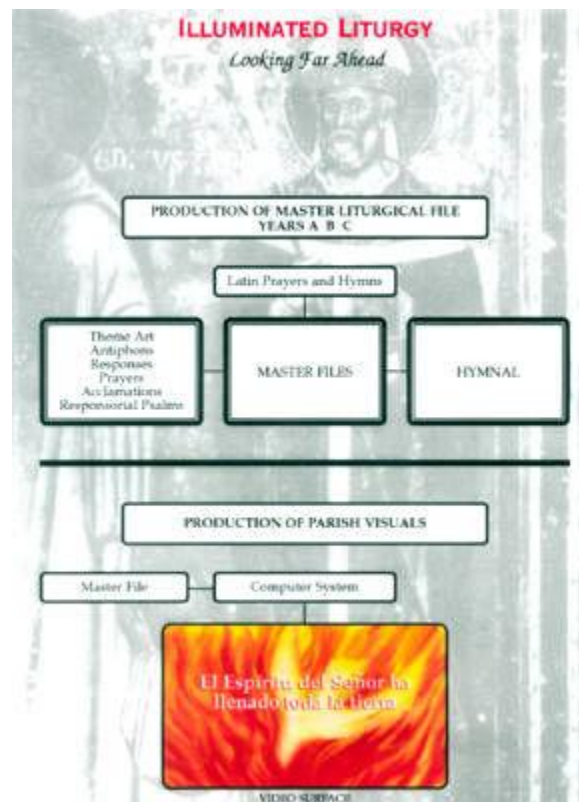 ILLUMINATED LITURGY
Looking Far Ahead
PRODUCTION OF MASTER LITURGICAL FILE
YEARS A B C
Latin Prayers and Hymns
Theme Art
Antiphons
Responses
Prayers
Acclamations
Responsorial Psalms
MASTER FILES
HYMNAL
PRODUCTION OF PARISH VISUALS
Master File
Computer System
El Espíritu del Señor ha
llenado toda la tierra
VIDEO SURFACE